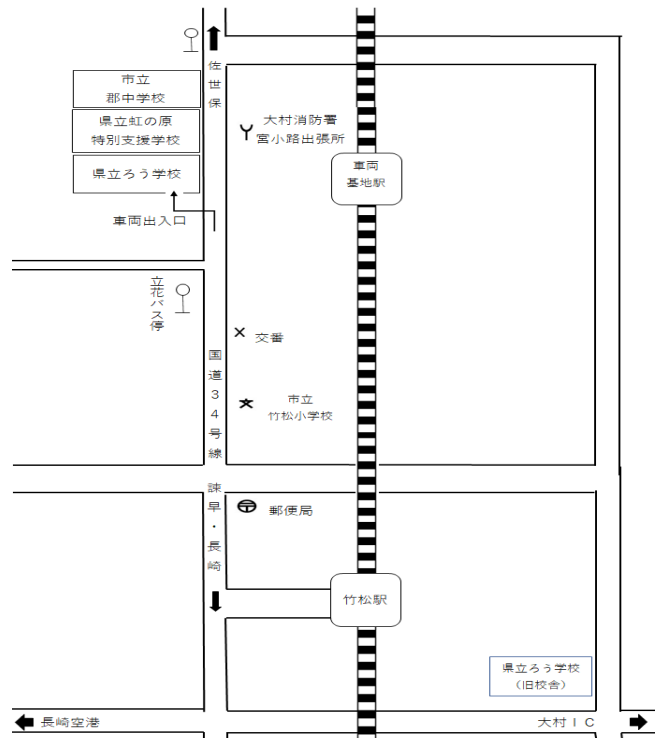 佐世保
市立
郡中学校
県立虹の原
特別支援学校
県立ろう学校
車両出入口
大村消防署
宮小路出張所
車両
基地駅
立花バス停
交番
国道３４号線
市立
竹松小学校
諫早・長崎
郵便局
竹松駅
県立ろう学校
（旧校舎）
長崎空港
大村ＩＣ